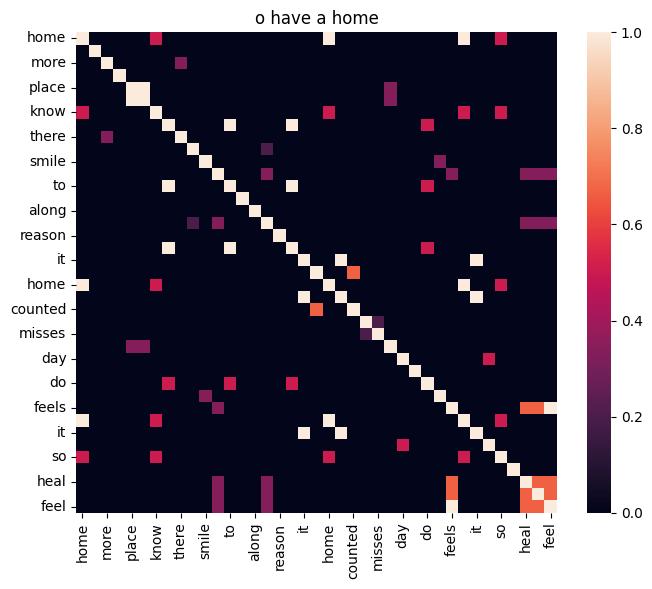 o have a home
home
more
place
know
there
smile
to
along
reason
it
home
counted
misses
day
do
feels
it
so
heal
feel
1.0
0.8
0.6
0.4
0.2
0.0
home
more
place
know
there
smile
to
along
reason
it
home
counted
misses
day
do
feels
it
so
heal
feel